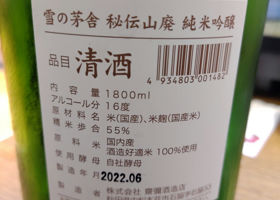 雪の茅舎 秘伝山廃 純米吟醸
品目 清酒
4934803001482
内容量 1800ml
アルコール分 16度
原材料名 米(国産)、米麹(国産米)
精米歩合 55%
原料米 国内産
酒造好適米 100%使用
使用酵母 自社酵母
製造年月 2022.06
製造者 株式会社 齋彌酒造店